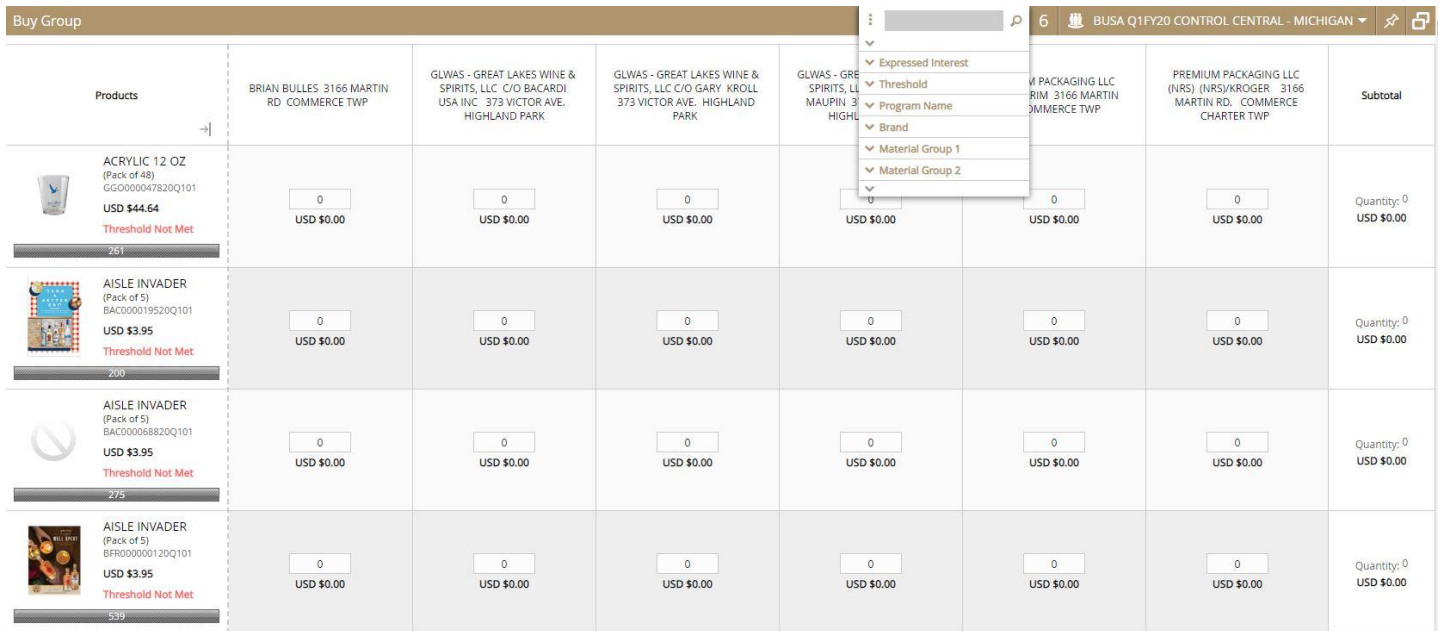 Buy Group
6 BUSA Q1FY20 CONTROL CENTRAL - MICHIGAN
Expressed Interest
Threshold
Program Name
Brand
Material Group 1
Material Group 2
Products
BRIAN BULLES 3166 MARTIN
RD COMMERCE TWP
GLWAS - GREAT LAKES WINE &
SPIRITS, LLC C/O BACARDI
USA INC 373 VICTOR AVE.
HIGHLAND PARK
GLWAS - GREAT LAKES WINE &
SPIRITS, LLC C/O GARY KROLL
373 VICTOR AVE. HIGHLAND
PARK
GLWAS - GRE
SPIRITS, LL
MAUPIN 3
HIGHL
M PACKAGING LLC
RIM 3166 MARTIN
OMMERCE TWP
PREMIUM PACKAGING LLC
(NRS) (NRS)/KROGER 3166
MARTIN RD. COMMERCE
CHARTER TWP
Subtotal
ACRYLIC 12 OZ
(Pack of 48)
GGO000047820Q101
USD $44.64
Threshold Not Met
261
0 0 0 0 0 0 Quantity: 0
USD $0.00 USD $0.00 USD $0.00 USD $0.00 USD $0.00 USD $0.00 USD $0.00
AISLE INVADER
(Pack of 5)
BAC000019520Q101
USD $3.95
Threshold Not Met
200
0 0 0 0 0 0 Quantity: 0
USD $0.00 USD $0.00 USD $0.00 USD $0.00 USD $0.00 USD $0.00 USD $0.00
AISLE INVADER
(Pack of 5)
BAC000068820Q101
USD $3.95
Threshold Not Met
275
0 0 0 0 0 0 Quantity: 0
USD $0.00 USD $0.00 USD $0.00 USD $0.00 USD $0.00 USD $0.00 USD $0.00
WELL SPENT
AISLE INVADER
(Pack of 5)
BFR000000120Q101
USD $3.95
Threshold Not Met
539
0 0 0 0 0 0 Quantity: 0
USD $0.00 USD $0.00 USD $0.00 USD $0.00 USD $0.00 USD $0.00 USD $0.00